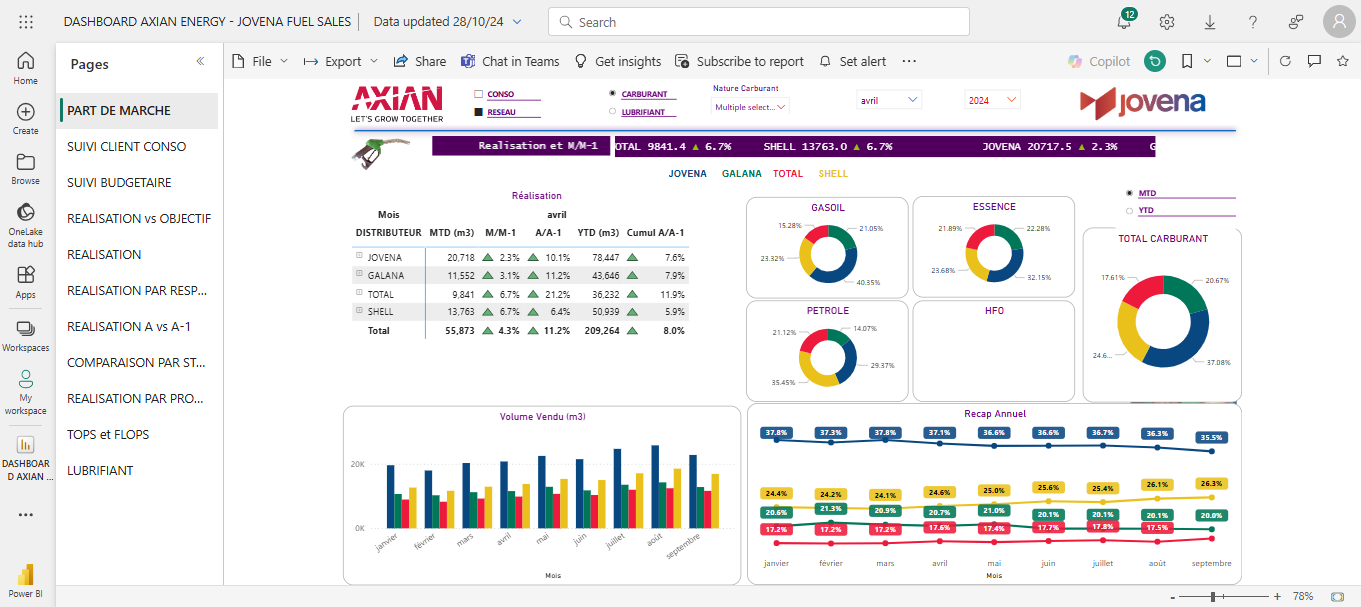 DASHBOARD AXIAN ENERGY - JOVENA FUEL SALES
Data updated 28/10/24
Search
12
Home
Create
Browse
OneLake
data hub
Apps
Workspaces
My
workspace
DASHBOAR
D AXIAN ...
Power BI
Pages
PART DE MARCHE
SUIVI CLIENT CONSO
SUIVI BUDGETAIRE
REALISATION vs OBJECTIF
REALISATION
REALISATION PAR RESP...
REALISATION A vs A-1
COMPARAISON PAR ST...
REALISATION PAR PRO...
TOPS et FLOPS
LUBRIFIANT
File
Export
Share
Chat in Teams
Get insights
Subscribe to report
Set alert
...
Copilot
AXIAN
LET'S GROW TOGETHER
CONSO
RESEAU
CARBURANT
LUBRIFIANT
Nature Carburant
Multiple select...
avril
2024
jovena
Realisation et M/M-1
OTAL 9841.4 ▲ 6.7% SHELL 13763.0 ▲ 6.7% JOVENA 20717.5 ▲ 2.3% G
JOVENA GALANA TOTAL SHELL
Réalisation
Mois avril
DISTRIBUTEUR MTD (m3) M/M-1 A/A-1 YTD (m3) Cumul A/A-1
JOVENA 20,718 2.3% 10.1% 78,447 7.6%
GALANA 11,552 3.1% 11.2% 43,646 7.9%
TOTAL 9,841 6.7% 21.2% 36,232 11.9%
SHELL 13,763 6.7% 6.4% 50,939 5.9%
Total 55,873 4.3% 11.2% 209,264 8.0%
GASOIL
15.28% 21.05%
23.32%
40.35%
ESSENCE
21.89% 22.28%
23.68%
32.15%
PETROLE
21.12% 14.07%
29.37%
35.45%
HFO
MTD
YTD
TOTAL CARBURANT
17.61% 20.67%
24.6...
37.08%
Volume Vendu (m3)
20K
0K
janvier février mars avril mai juin juillet août septembre
Mois
Recap Annuel
37.8% 37.3% 37.8% 37.1% 36.6% 36.6% 36.7% 36.3% 35.5%
24.4% 24.2% 24.1% 24.6% 25.0% 25.6% 25.4% 26.1% 26.3%
20.6% 21.3% 20.9% 20.7% 21.0% 20.1% 20.1% 20.1% 20.0%
17.2% 17.2% 17.2% 17.6% 17.4% 17.7% 17.8% 17.5%
janvier février mars avril mai juin juillet août septembre
Mois
- + 78%